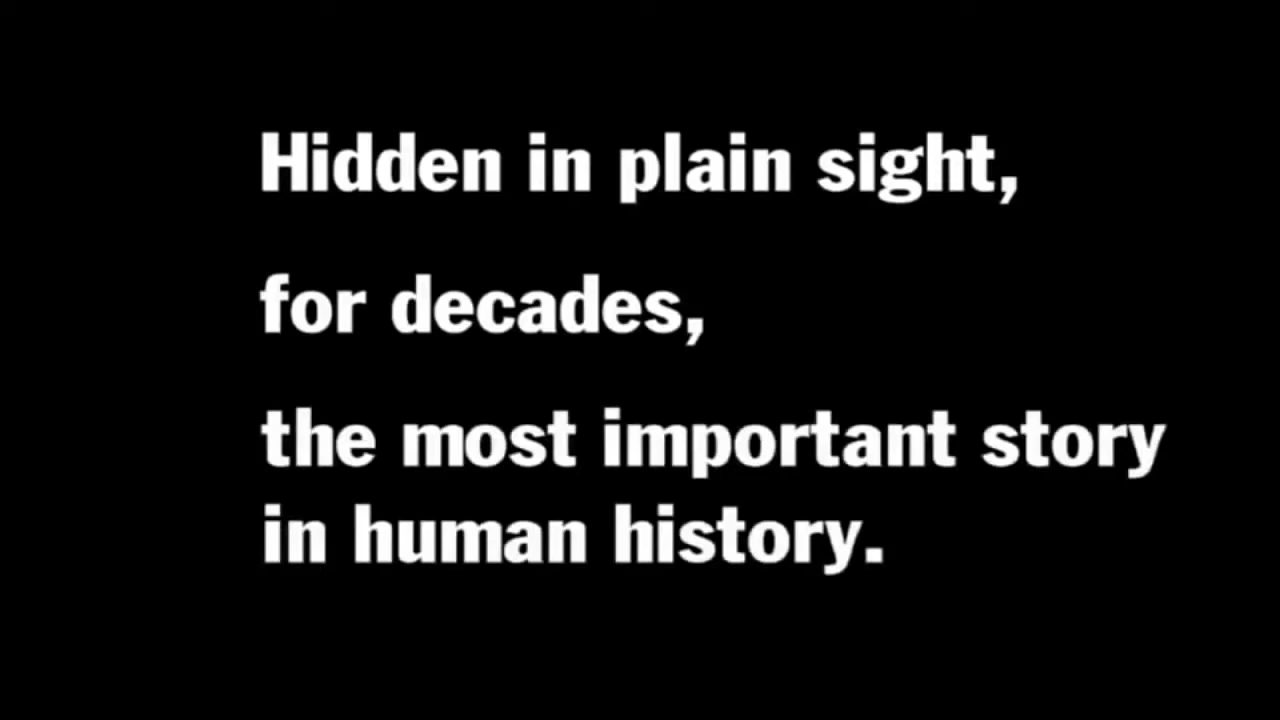 Hidden in plain sight,
for decades,
the most important story
in human history.